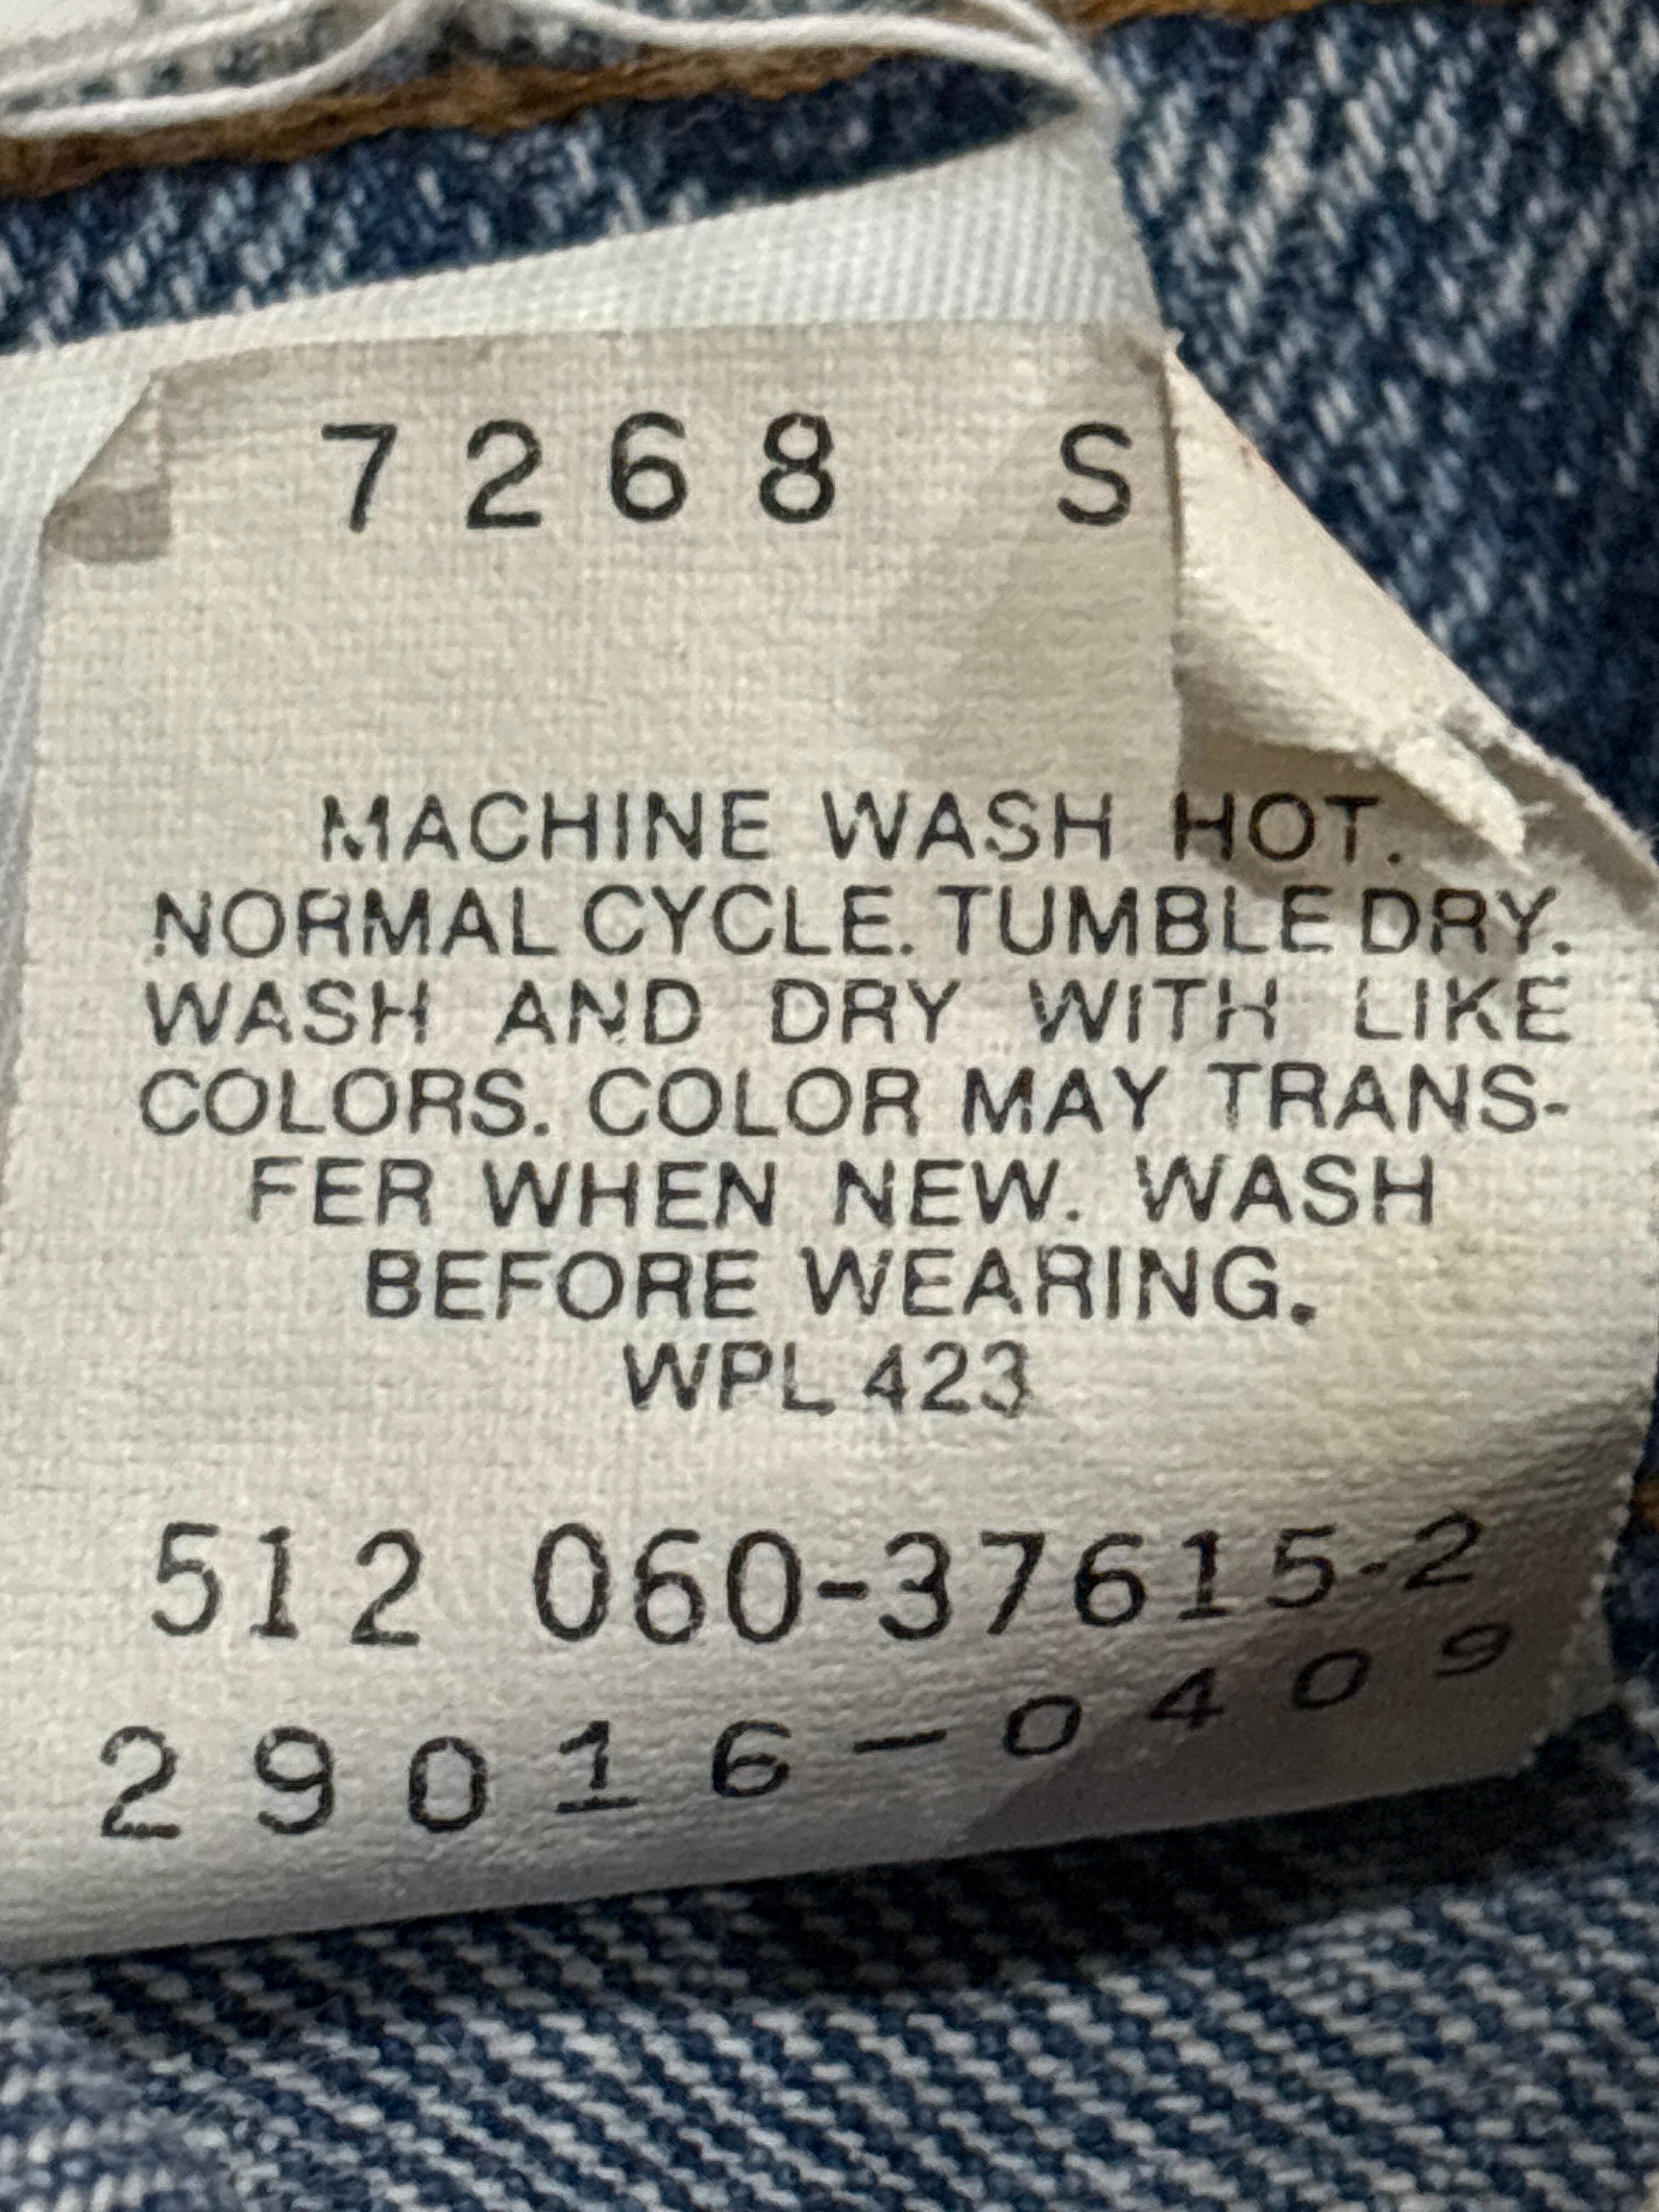 7268 S
MACHINE WASH HOT.
NORMAL CYCLE. TUMBLE DRY.
WASH AND DRY WITH LIKE
COLORS. COLOR MAY TRANS-
FER WHEN NEW. WASH
BEFORE WEARING.
WPL 423
512 060-37615-2
29016-0409